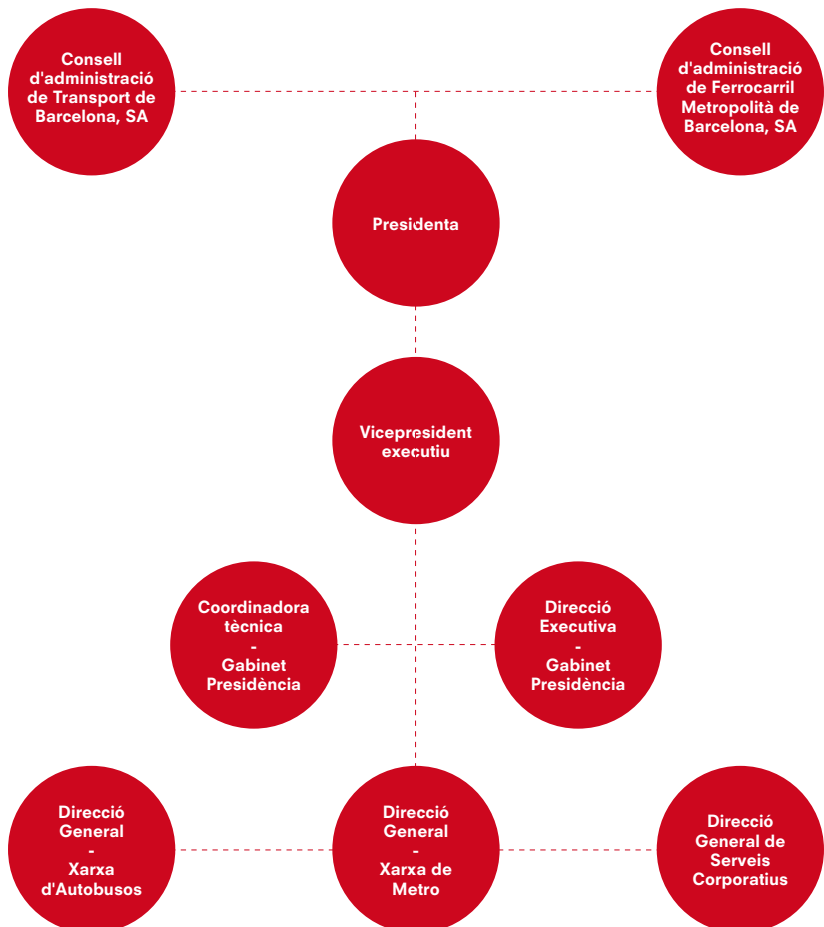 Consell
d'administració
de Transport de
Barcelona, SA
Consell
d'administració
de Ferrocarril
Metropolità de
Barcelona, SA
Presidenta
Vicepresident
executiu
Coordinadora
tècnica
-
Gabinet
Presidència
Direcció
Executiva
-
Gabinet
Presidència
Direcció
General
-
Xarxa
d'Autobusos
Direcció
General
-
Xarxa de
Metro
Direcció
General de
Serveis
Corporatius